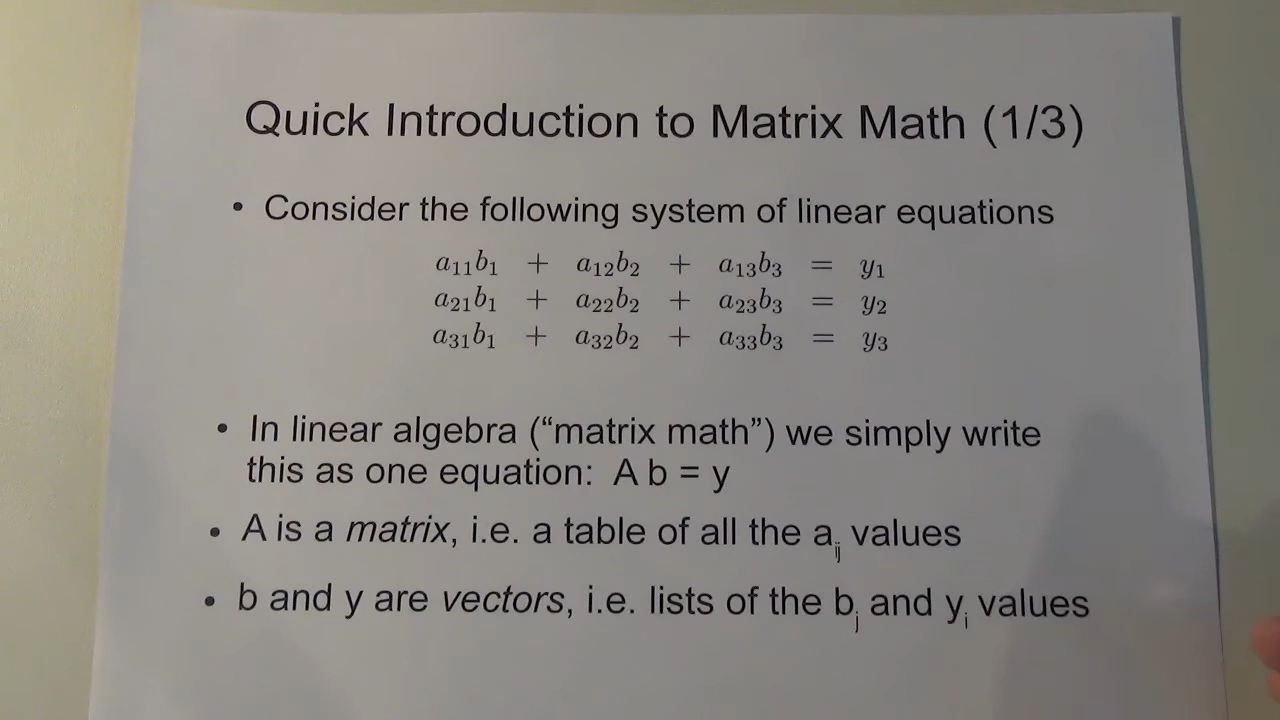 Quick Introduction to Matrix Math (1/3)
• Consider the following system of linear equations
a₁₁b₁ + a₁₂b₂ + a₁₃b₃ = y₁
a₂₁b₁ + a₂₂b₂ + a₂₃b₃ = y₂
a₃₁b₁ + a₃₂b₂ + a₃₃b₃ = y₃
• In linear algebra (“matrix math”) we simply write
this as one equation: A b = y
• A is a matrix, i.e. a table of all the aᵢⱼ values
• b and y are vectors, i.e. lists of the bⱼ and yᵢ values